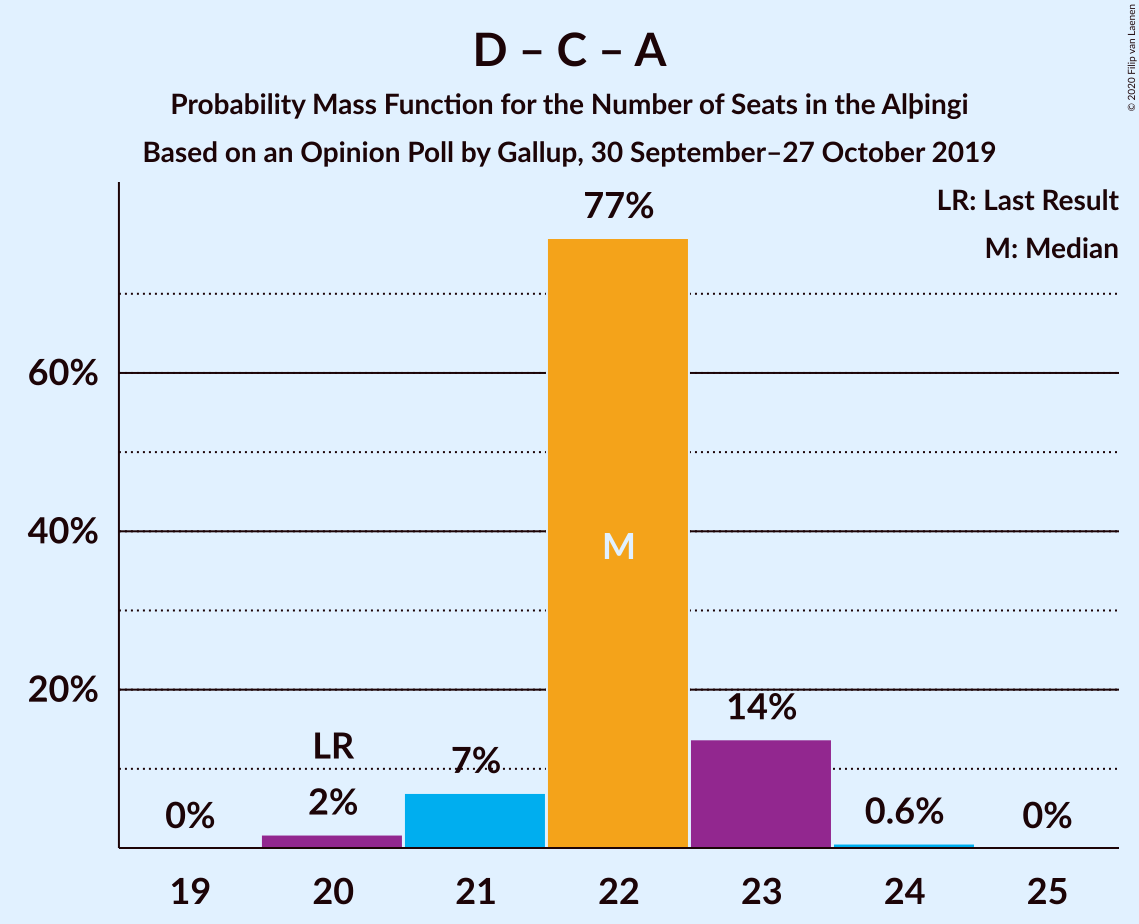 D – C – A
Probability Mass Function for the Number of Seats in the Alþingi
Based on an Opinion Poll by Gallup, 30 September–27 October 2019
© 2020 Filip van Laenen
LR: Last Result
M: Median
77%
60%
40%
20%
M
LR
0%
2%
7%
14%
0.6%
0%
19 20 21 22 23 24 25